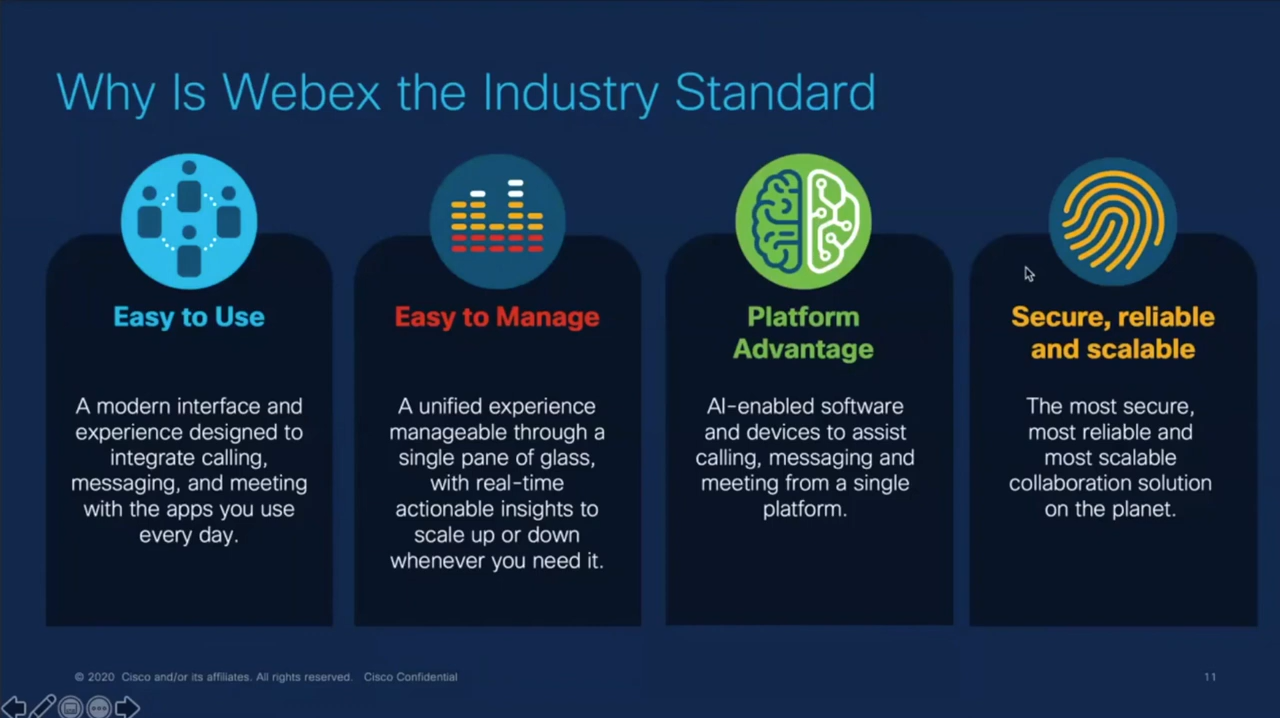 Why Is Webex the Industry Standard
Easy to Use
A modern interface and
experience designed to
integrate calling,
messaging, and meeting
with the apps you use
every day.
Easy to Manage
A unified experience
manageable through a
single pane of glass,
with real-time
actionable insights to
scale up or down
whenever you need it.
Platform
Advantage
AI-enabled software
and devices to assist
calling, messaging and
meeting from a single
platform.
Secure, reliable
and scalable
The most secure,
most reliable and
most scalable
collaboration solution
on the planet.
© 2020 Cisco and/or its affiliates. All rights reserved. Cisco Confidential
11